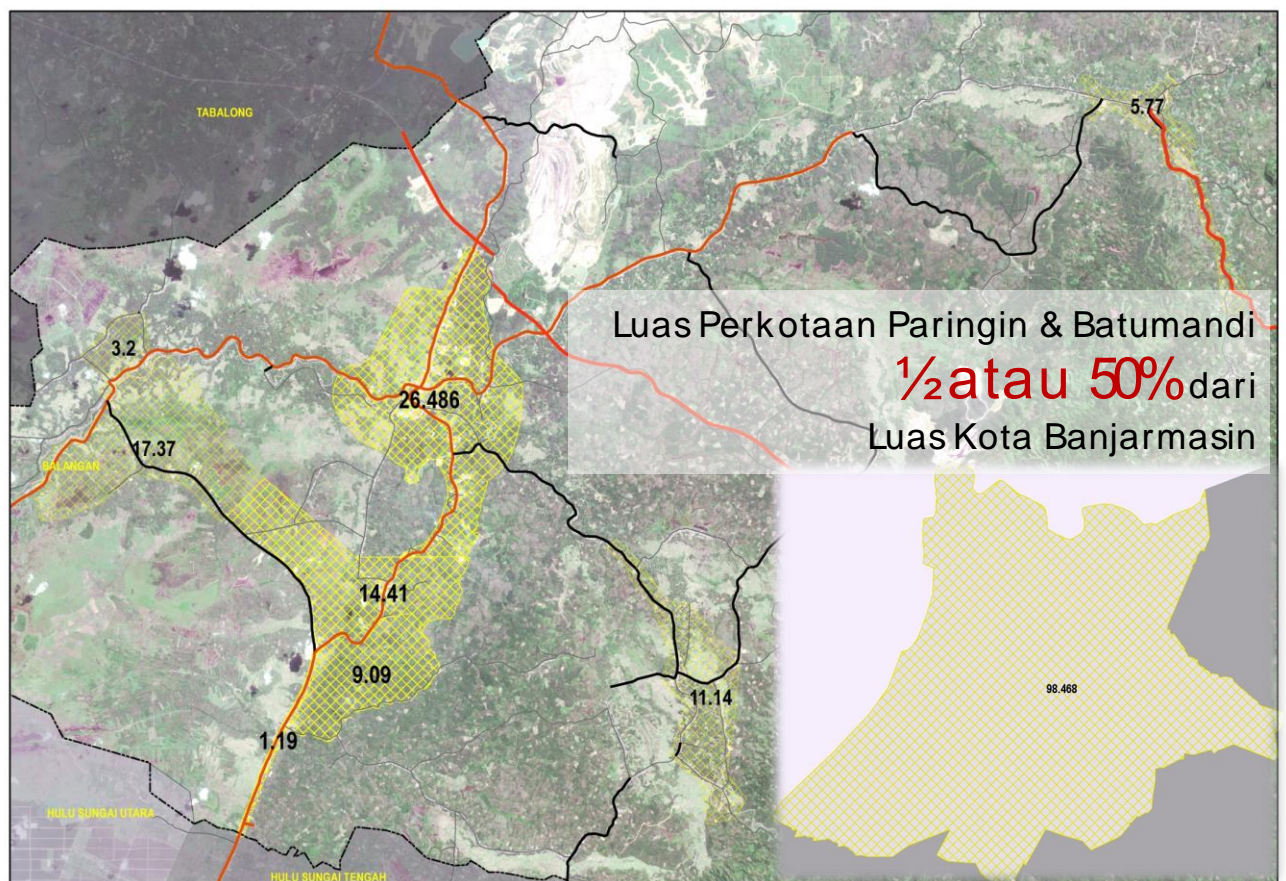 TABALONG
5.77
Luas Perkotaan Paringin & Batumandi
½ atau 50% dari
Luas Kota Banjarmasin
3.2
26.486
17.37
BALANGAN
14.41
9.09
98.468
11.14
1.19
HULU SUNGAI UTARA
HULU SUNGAI TENGAH